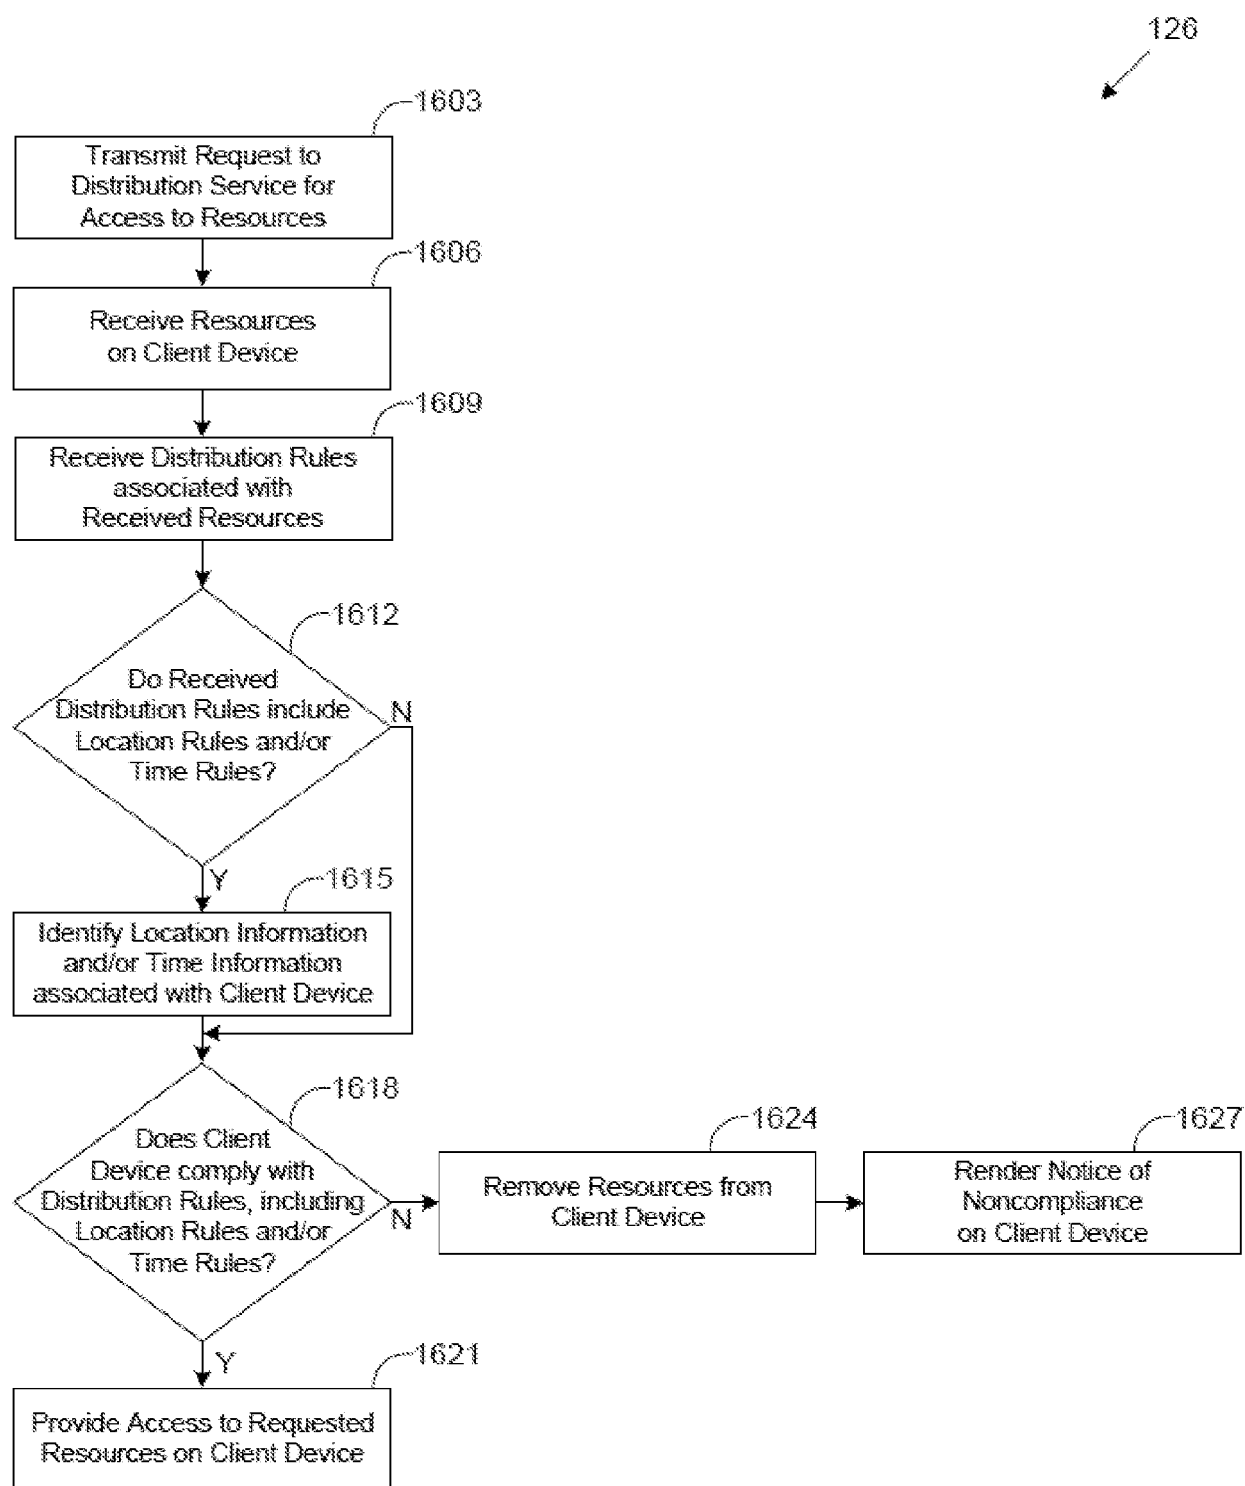 126
1603
Transmit Request to
Distribution Service for
Access to Resources
1606
Receive Resources
on Client Device
1609
Receive Distribution Rules
associated with
Received Resources
1612
Do Received
Distribution Rules include
Location Rules and/or
Time Rules?
N
Y
1615
Identify Location Information
and/or Time Information
associated with Client Device
1618
Does Client
Device comply with
Distribution Rules, including
Location Rules and/or
Time Rules?
N
1624
Remove Resources from
Client Device
1627
Render Notice of
Noncompliance
on Client Device
Y
1621
Provide Access to Requested
Resources on Client Device